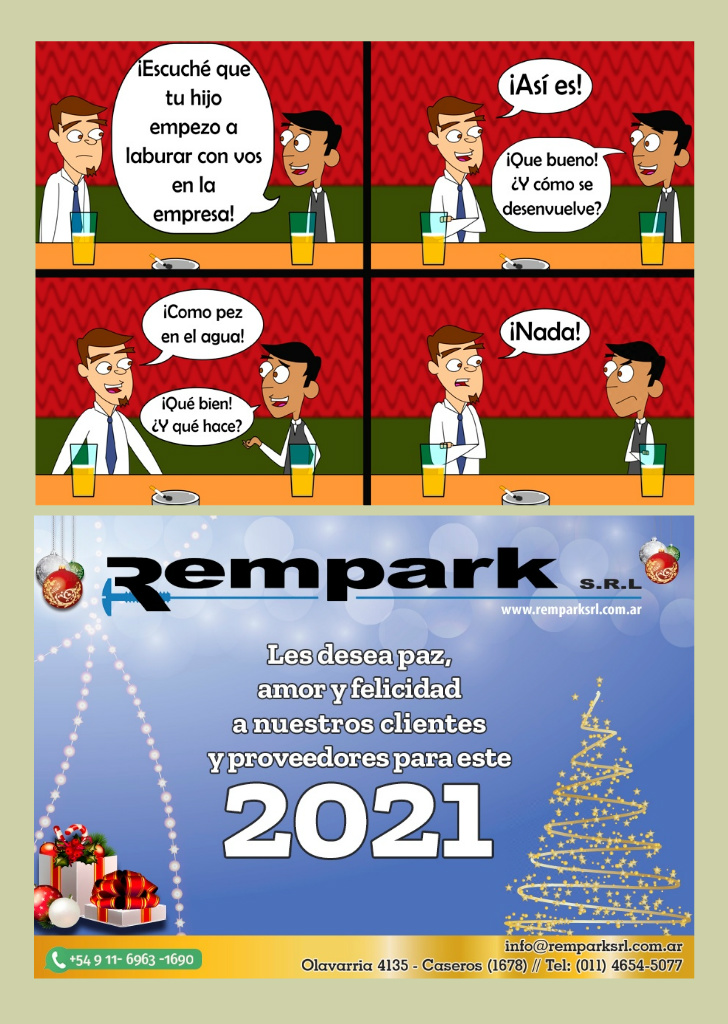 ¡Escuché que
tu hijo
empezo a
laburar con vos
en la
empresa!
¡Así es!
¡Que bueno!
¿Y cómo se
desenvuelve?
¡Como pez
en el agua!
¡Qué bien!
¿Y qué hace?
¡Nada!
Rempark S.R.L
www.remparksrl.com.ar
Les desea paz,
amor y felicidad
a nuestros clientes
y proveedores para este
2021
+54 9 11- 6963 -1690
info@remparksrl.com.ar
Olavarria 4135 - Caseros (1678) // Tel: (011) 4654-5077